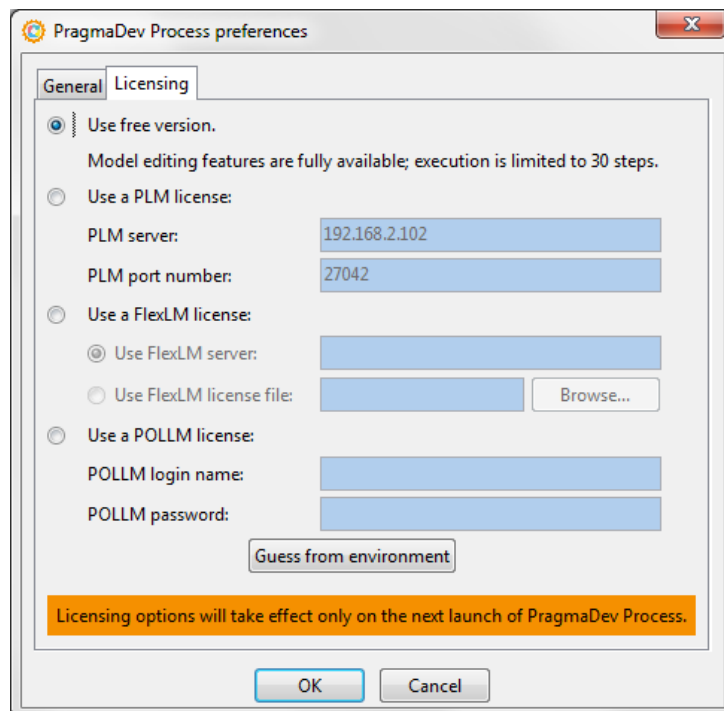 PragmaDev Process preferences
General Licensing
Use free version.
Model editing features are fully available; execution is limited to 30 steps.
Use a PLM license:
PLM server: 192.168.2.102
PLM port number: 27042
Use a FlexLM license:
Use FlexLM server:
Use FlexLM license file: Browse...
Use a POLLM license:
POLLM login name:
POLLM password:
Guess from environment
Licensing options will take effect only on the next launch of PragmaDev Process.
OK Cancel